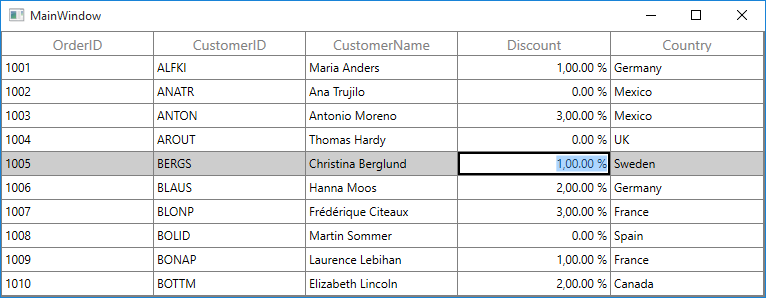 MainWindow
OrderID CustomerID CustomerName Discount Country
1001 ALFKI Maria Anders 1,00.00 % Germany
1002 ANATR Ana Trujilo 0.00 % Mexico
1003 ANTON Antonio Moreno 3,00.00 % Mexico
1004 AROUT Thomas Hardy 0.00 % UK
1005 BERGS Christina Berglund 1,00.00 % Sweden
1006 BLAUS Hanna Moos 2,00.00 % Germany
1007 BLONP Frédérique Citeaux 3,00.00 % France
1008 BOLID Martin Sommer 0.00 % Spain
1009 BONAP Laurence Lebihan 1,00.00 % France
1010 BOTTM Elizabeth Lincoln 2,00.00 % Canada